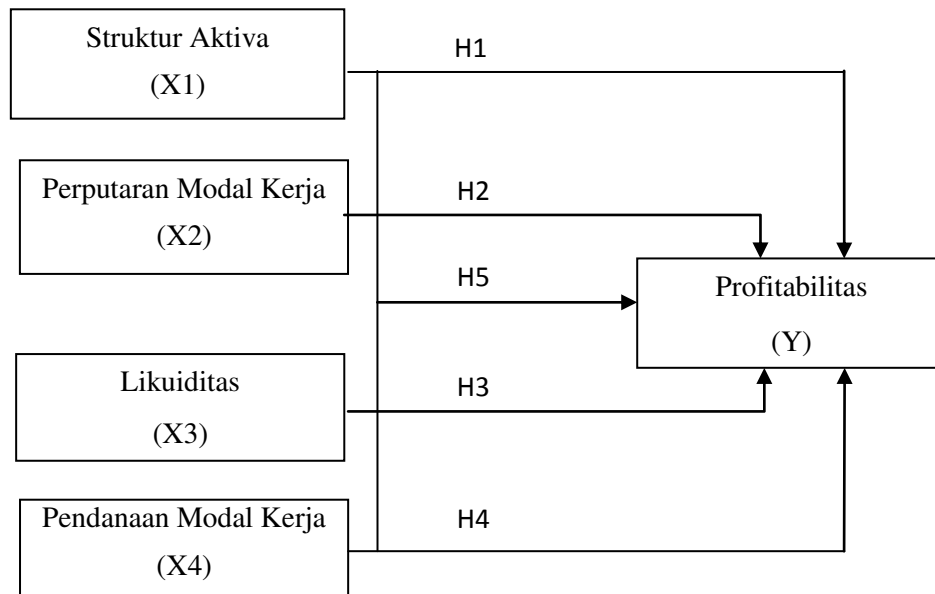 Struktur Aktiva
(X1)
H1
Perputaran Modal Kerja
(X2)
H2
H5
Profitabilitas
(Y)
Likuiditas
(X3)
H3
Pendanaan Modal Kerja
(X4)
H4